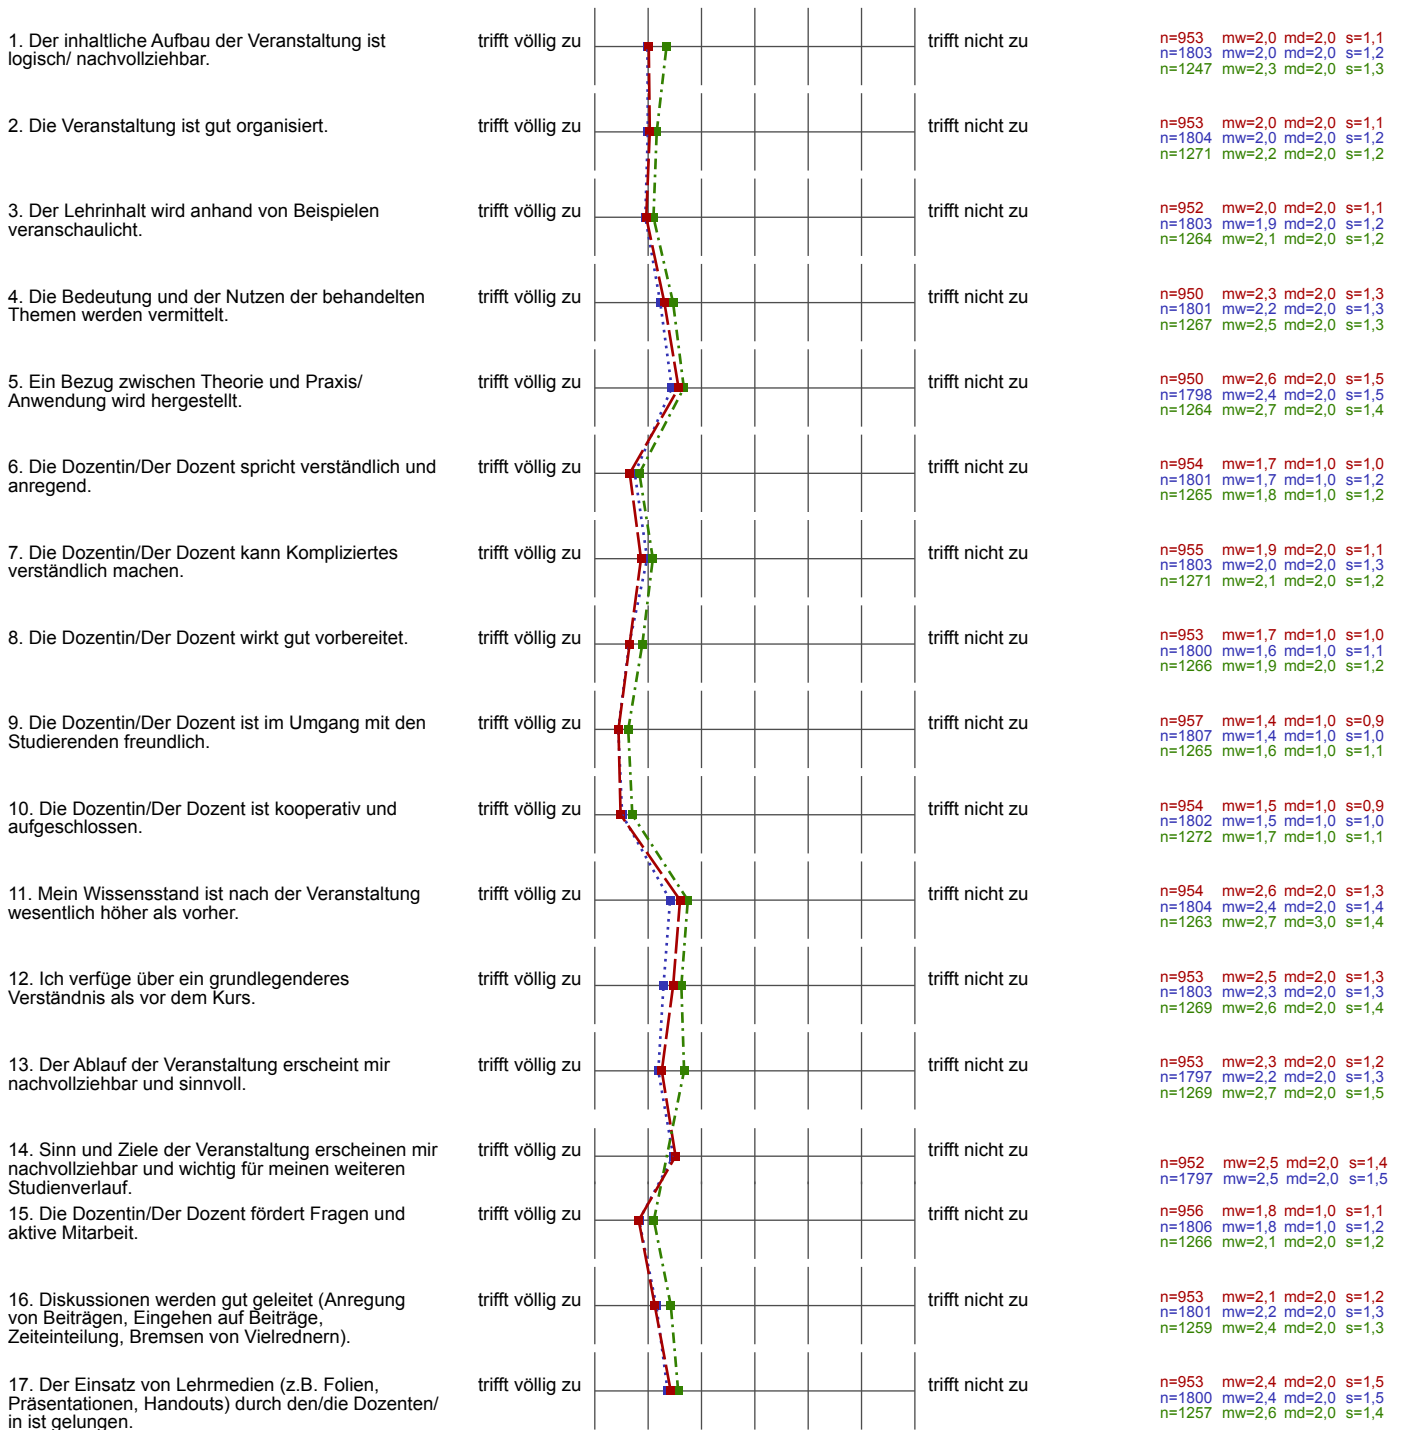 1. Der inhaltliche Aufbau der Veranstaltung ist
logisch/ nachvollziehbar.
trifft völlig zu
trifft nicht zu
n=953 mw=2,0 md=2,0 s=1,1
n=1803 mw=2,0 md=2,0 s=1,2
n=1247 mw=2,3 md=2,0 s=1,3
2. Die Veranstaltung ist gut organisiert.
trifft völlig zu
trifft nicht zu
n=953 mw=2,0 md=2,0 s=1,1
n=1804 mw=2,0 md=2,0 s=1,2
n=1271 mw=2,2 md=2,0 s=1,2
3. Der Lehrinhalt wird anhand von Beispielen
veranschaulicht.
trifft völlig zu
trifft nicht zu
n=952 mw=2,0 md=2,0 s=1,1
n=1803 mw=1,9 md=2,0 s=1,2
n=1264 mw=2,1 md=2,0 s=1,2
4. Die Bedeutung und der Nutzen der behandelten
Themen werden vermittelt.
trifft völlig zu
trifft nicht zu
n=950 mw=2,3 md=2,0 s=1,3
n=1801 mw=2,2 md=2,0 s=1,3
n=1267 mw=2,5 md=2,0 s=1,3
5. Ein Bezug zwischen Theorie und Praxis/
Anwendung wird hergestellt.
trifft völlig zu
trifft nicht zu
n=950 mw=2,6 md=2,0 s=1,5
n=1798 mw=2,4 md=2,0 s=1,5
n=1264 mw=2,7 md=2,0 s=1,4
6. Die Dozentin/Der Dozent spricht verständlich und
anregend.
trifft völlig zu
trifft nicht zu
n=954 mw=1,7 md=1,0 s=1,0
n=1801 mw=1,7 md=1,0 s=1,2
n=1265 mw=1,8 md=1,0 s=1,2
7. Die Dozentin/Der Dozent kann Kompliziertes
verständlich machen.
trifft völlig zu
trifft nicht zu
n=955 mw=1,9 md=2,0 s=1,1
n=1803 mw=2,0 md=2,0 s=1,3
n=1271 mw=2,1 md=2,0 s=1,2
8. Die Dozentin/Der Dozent wirkt gut vorbereitet.
trifft völlig zu
trifft nicht zu
n=953 mw=1,7 md=1,0 s=1,0
n=1800 mw=1,6 md=1,0 s=1,1
n=1266 mw=1,9 md=2,0 s=1,2
9. Die Dozentin/Der Dozent ist im Umgang mit den
Studierenden freundlich.
trifft völlig zu
trifft nicht zu
n=957 mw=1,4 md=1,0 s=0,9
n=1807 mw=1,4 md=1,0 s=1,0
n=1265 mw=1,6 md=1,0 s=1,1
10. Die Dozentin/Der Dozent ist kooperativ und
aufgeschlossen.
trifft völlig zu
trifft nicht zu
n=954 mw=1,5 md=1,0 s=0,9
n=1802 mw=1,5 md=1,0 s=1,0
n=1272 mw=1,7 md=1,0 s=1,1
11. Mein Wissensstand ist nach der Veranstaltung
wesentlich höher als vorher.
trifft völlig zu
trifft nicht zu
n=954 mw=2,6 md=2,0 s=1,3
n=1804 mw=2,4 md=2,0 s=1,4
n=1263 mw=2,7 md=3,0 s=1,4
12. Ich verfüge über ein grundlegenderes
Verständnis als vor dem Kurs.
trifft völlig zu
trifft nicht zu
n=953 mw=2,5 md=2,0 s=1,3
n=1803 mw=2,3 md=2,0 s=1,3
n=1269 mw=2,6 md=2,0 s=1,4
13. Der Ablauf der Veranstaltung erscheint mir
nachvollziehbar und sinnvoll.
trifft völlig zu
trifft nicht zu
n=953 mw=2,3 md=2,0 s=1,2
n=1797 mw=2,2 md=2,0 s=1,3
n=1269 mw=2,7 md=2,0 s=1,5
14. Sinn und Ziele der Veranstaltung erscheinen mir
nachvollziehbar und wichtig für meinen weiteren
Studienverlauf.
trifft völlig zu
trifft nicht zu
n=952 mw=2,5 md=2,0 s=1,4
n=1797 mw=2,5 md=2,0 s=1,5
15. Die Dozentin/Der Dozent fördert Fragen und
aktive Mitarbeit.
trifft völlig zu
trifft nicht zu
n=956 mw=1,8 md=1,0 s=1,1
n=1806 mw=1,8 md=1,0 s=1,2
n=1266 mw=2,1 md=2,0 s=1,2
16. Diskussionen werden gut geleitet (Anregung
von Beiträgen, Eingehen auf Beiträge,
Zeiteinteilung, Bremsen von Vielrednern).
trifft völlig zu
trifft nicht zu
n=953 mw=2,1 md=2,0 s=1,2
n=1801 mw=2,2 md=2,0 s=1,3
n=1259 mw=2,4 md=2,0 s=1,3
17. Der Einsatz von Lehrmedien (z.B. Folien,
Präsentationen, Handouts) durch den/die Dozenten/
in ist gelungen.
trifft völlig zu
trifft nicht zu
n=953 mw=2,4 md=2,0 s=1,5
n=1800 mw=2,4 md=2,0 s=1,5
n=1257 mw=2,6 md=2,0 s=1,4